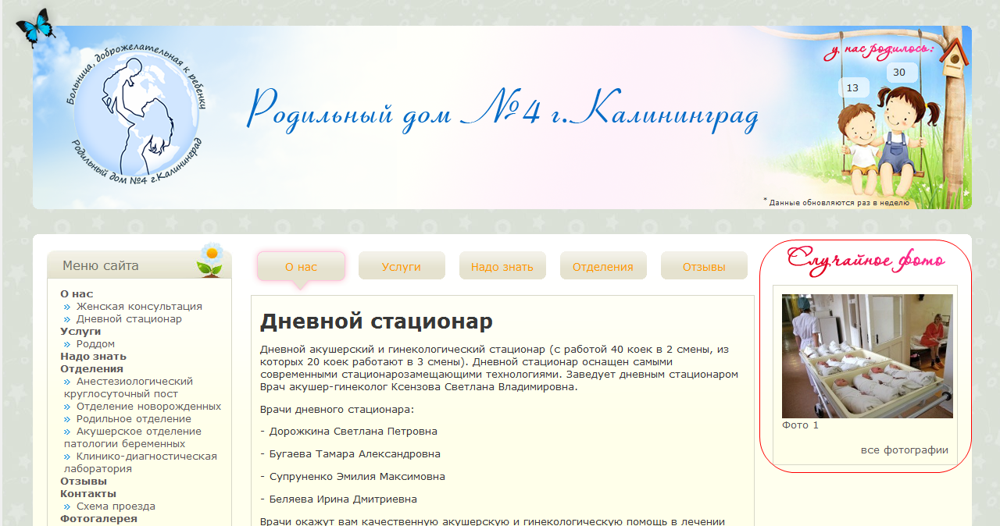 Больница, доброжелательная к ребенку
Родильный дом №4 г.Калининград
Родильный дом №4 г.Калининград
у нас родилось:
30
13
* Данные обновляются раз в неделю
Меню сайта
О нас
» Женская консультация
» Дневной стационар
Услуги
» Роддом
Надо знать
Отделения
» Анестезиологический
круглосуточный пост
» Отделение новорожденных
» Родильное отделение
» Акушерское отделение
патологии беременных
» Клинико-диагностическая
лаборатория
Отзывы
Контакты
» Схема проезда
Фотогалерея
О нас
Услуги
Надо знать
Отделения
Отзывы
Дневной стационар
Дневной акушерский и гинекологический стационар (с работой 40 коек в 2 смены, из
которых 20 коек работают в 3 смены). Дневной стационар оснащен самыми
современными стационарозамещающими технологиями. Заведует дневным стационаром
Врач акушер-гинеколог Ксензова Светлана Владимировна.
Врачи дневного стационара:
- Дорожкина Светлана Петровна
- Бугаева Тамара Александровна
- Супруненко Эмилия Максимовна
- Беляева Ирина Дмитриевна
Врачи окажут вам качественную акушерскую и гинекологическую помощь в лечении
Случайное фото
Фото 1
все фотографии